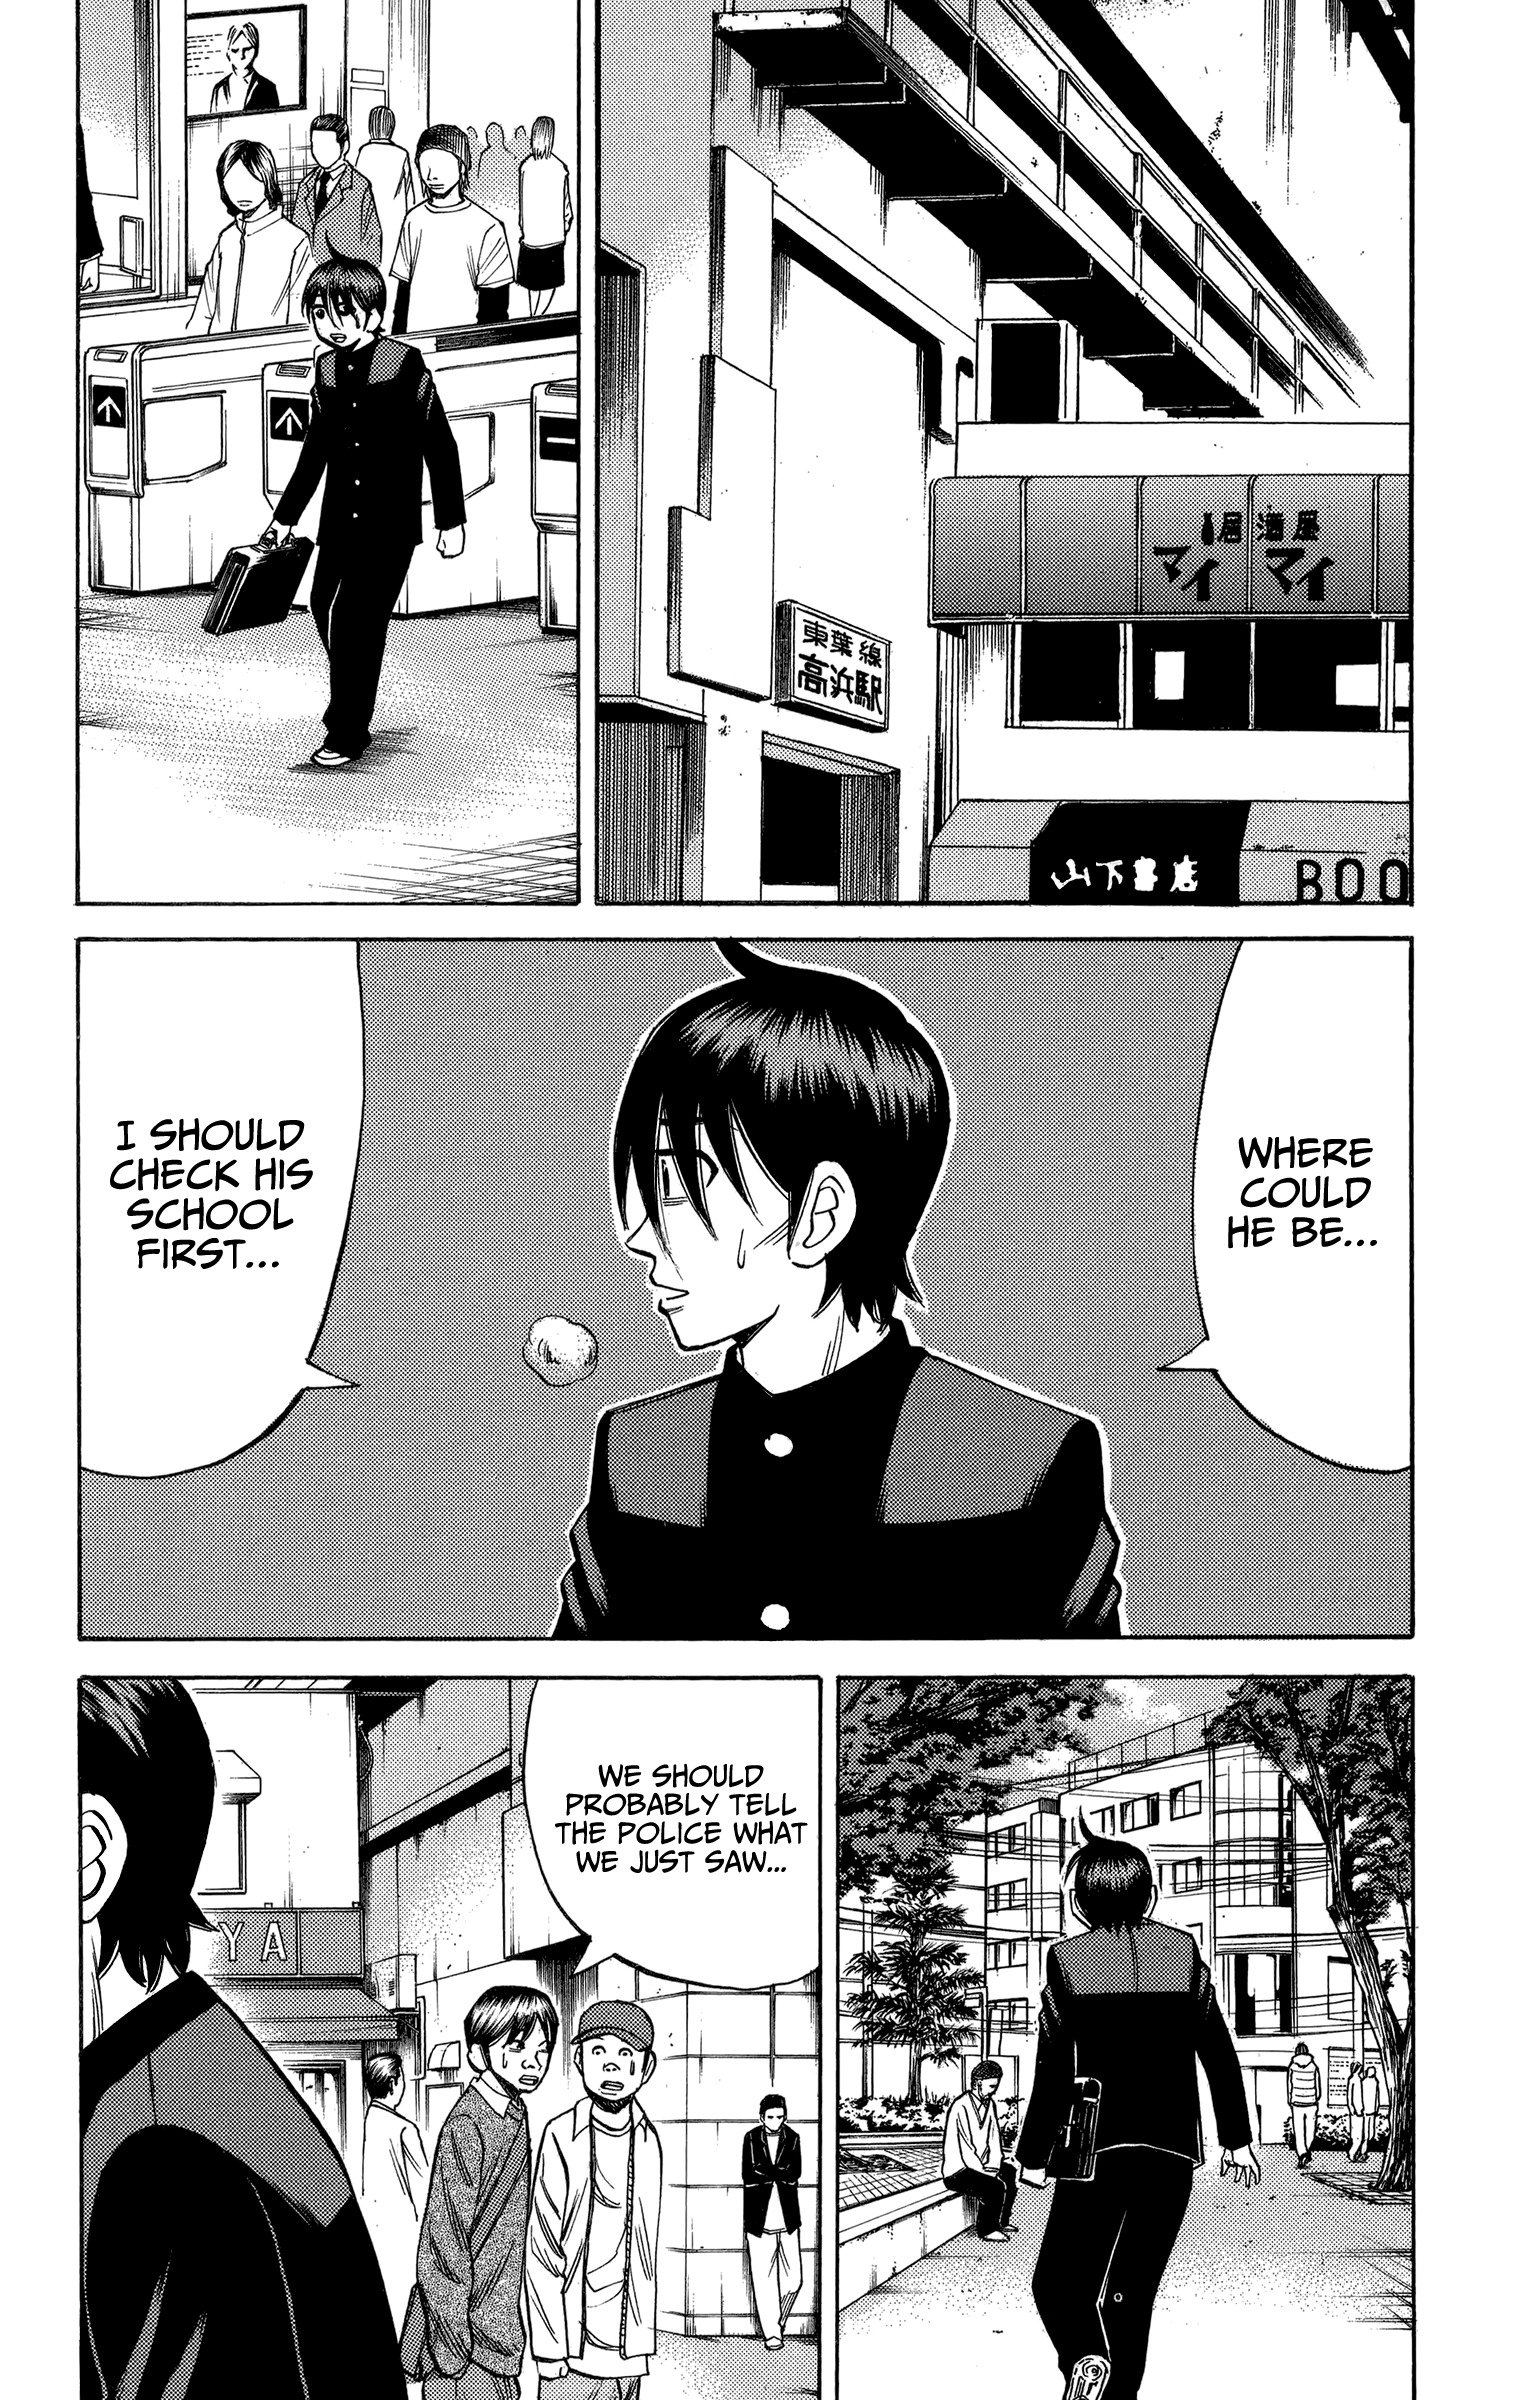 居酒屋
マイマイ
東葉線
高浜駅
山下書店
BOO
WHERE
COULD
HE BE...
I SHOULD
CHECK HIS
SCHOOL
FIRST...
WE SHOULD
PROBABLY TELL
THE POLICE WHAT
WE JUST SAW...
YA